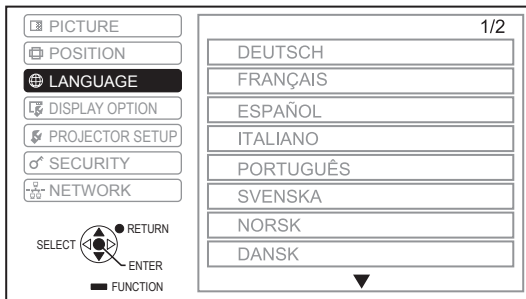 PICTURE
POSITION
LANGUAGE
DISPLAY OPTION
PROJECTOR SETUP
SECURITY
NETWORK
RETURN
SELECT
ENTER
FUNCTION
1/2
DEUTSCH
FRANÇAIS
ESPAÑOL
ITALIANO
PORTUGUÊS
SVENSKA
NORSK
DANSK